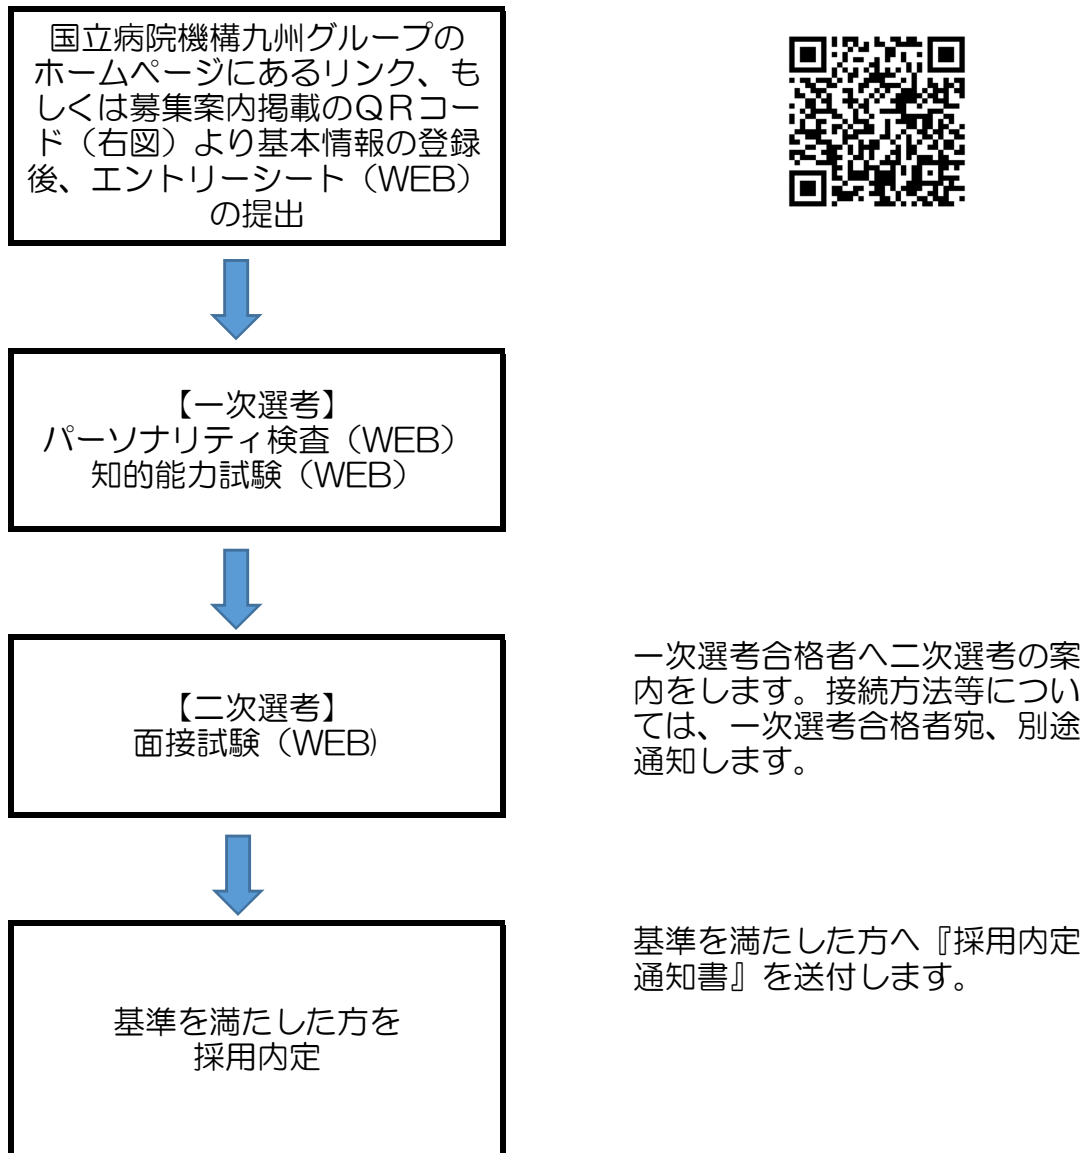 国立病院機構九州グループの
ホームページにあるリンク、も
しくは募集案内掲載のＱＲコー
ド（右図）より基本情報の登録
後、エントリーシート（WEB）
の提出
【一次選考】
パーソナリティ検査（WEB）
知的能力試験（WEB）
【二次選考】
面接試験（WEB)
一次選考合格者へ二次選考の案
内をします。接続方法等につい
ては、一次選考合格者宛、別途
通知します。
基準を満たした方を
採用内定
基準を満たした方へ『採用内定
通知書』を送付します。